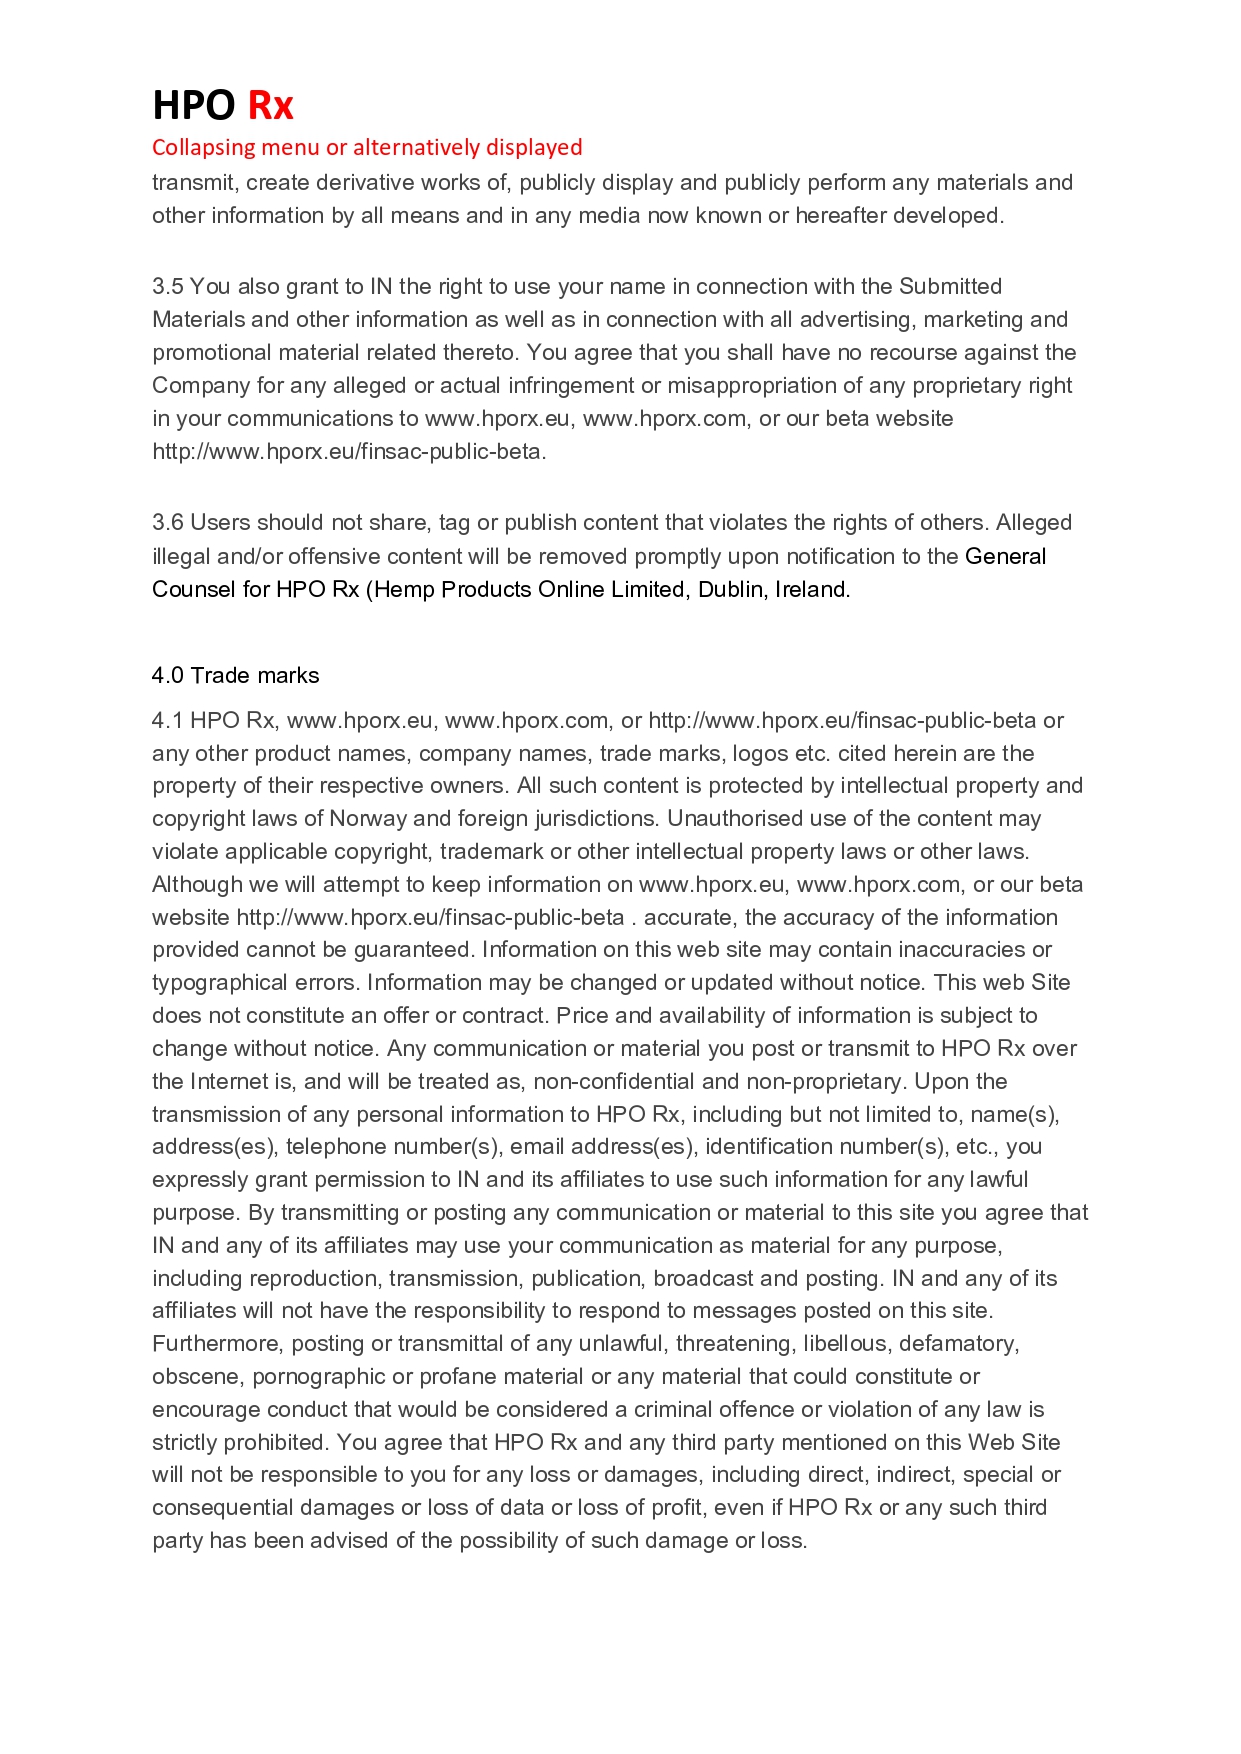 HPO Rx
Collapsing menu or alternatively displayed
transmit, create derivative works of, publicly display and publicly perform any materials and
other information by all means and in any media now known or hereafter developed.
3.5 You also grant to IN the right to use your name in connection with the Submitted
Materials and other information as well as in connection with all advertising, marketing and
promotional material related thereto. You agree that you shall have no recourse against the
Company for any alleged or actual infringement or misappropriation of any proprietary right
in your communications to www.hporx.eu, www.hporx.com, or our beta website
http://www.hporx.eu/finsac-public-beta.
3.6 Users should not share, tag or publish content that violates the rights of others. Alleged
illegal and/or offensive content will be removed promptly upon notification to the General
Counsel for HPO Rx (Hemp Products Online Limited, Dublin, Ireland.
4.0 Trade marks
4.1 HPO Rx, www.hporx.eu, www.hporx.com, or http://www.hporx.eu/finsac-public-beta or
any other product names, company names, trade marks, logos etc. cited herein are the
property of their respective owners. All such content is protected by intellectual property and
copyright laws of Norway and foreign jurisdictions. Unauthorised use of the content may
violate applicable copyright, trademark or other intellectual property laws or other laws.
Although we will attempt to keep information on www.hporx.eu, www.hporx.com, or our beta
website http://www.hporx.eu/finsac-public-beta . accurate, the accuracy of the information
provided cannot be guaranteed. Information on this web site may contain inaccuracies or
typographical errors. Information may be changed or updated without notice. This web Site
does not constitute an offer or contract. Price and availability of information is subject to
change without notice. Any communication or material you post or transmit to HPO Rx over
the Internet is, and will be treated as, non-confidential and non-proprietary. Upon the
transmission of any personal information to HPO Rx, including but not limited to, name(s),
address(es), telephone number(s), email address(es), identification number(s), etc., you
expressly grant permission to IN and its affiliates to use such information for any lawful
purpose. By transmitting or posting any communication or material to this site you agree that
IN and any of its affiliates may use your communication as material for any purpose,
including reproduction, transmission, publication, broadcast and posting. IN and any of its
affiliates will not have the responsibility to respond to messages posted on this site.
Furthermore, posting or transmittal of any unlawful, threatening, libellous, defamatory,
obscene, pornographic or profane material or any material that could constitute or
encourage conduct that would be considered a criminal offence or violation of any law is
strictly prohibited. You agree that HPO Rx and any third party mentioned on this Web Site
will not be responsible to you for any loss or damages, including direct, indirect, special or
consequential damages or loss of data or loss of profit, even if HPO Rx or any such third
party has been advised of the possibility of such damage or loss.